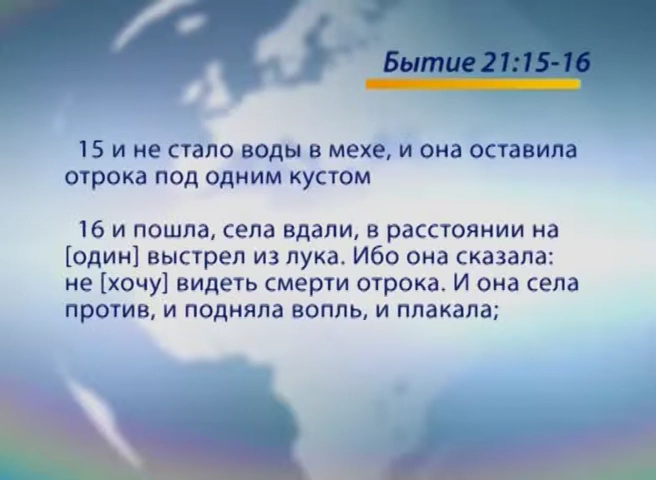 Бытие 21:15-16
15 и не стало воды в мехе, и она оставила
отрока под одним кустом
16 и пошла, села вдали, в расстоянии на
[один] выстрел из лука. Ибо она сказала:
не [хочу] видеть смерти отрока. И она села
против, и подняла вопль, и плакала;